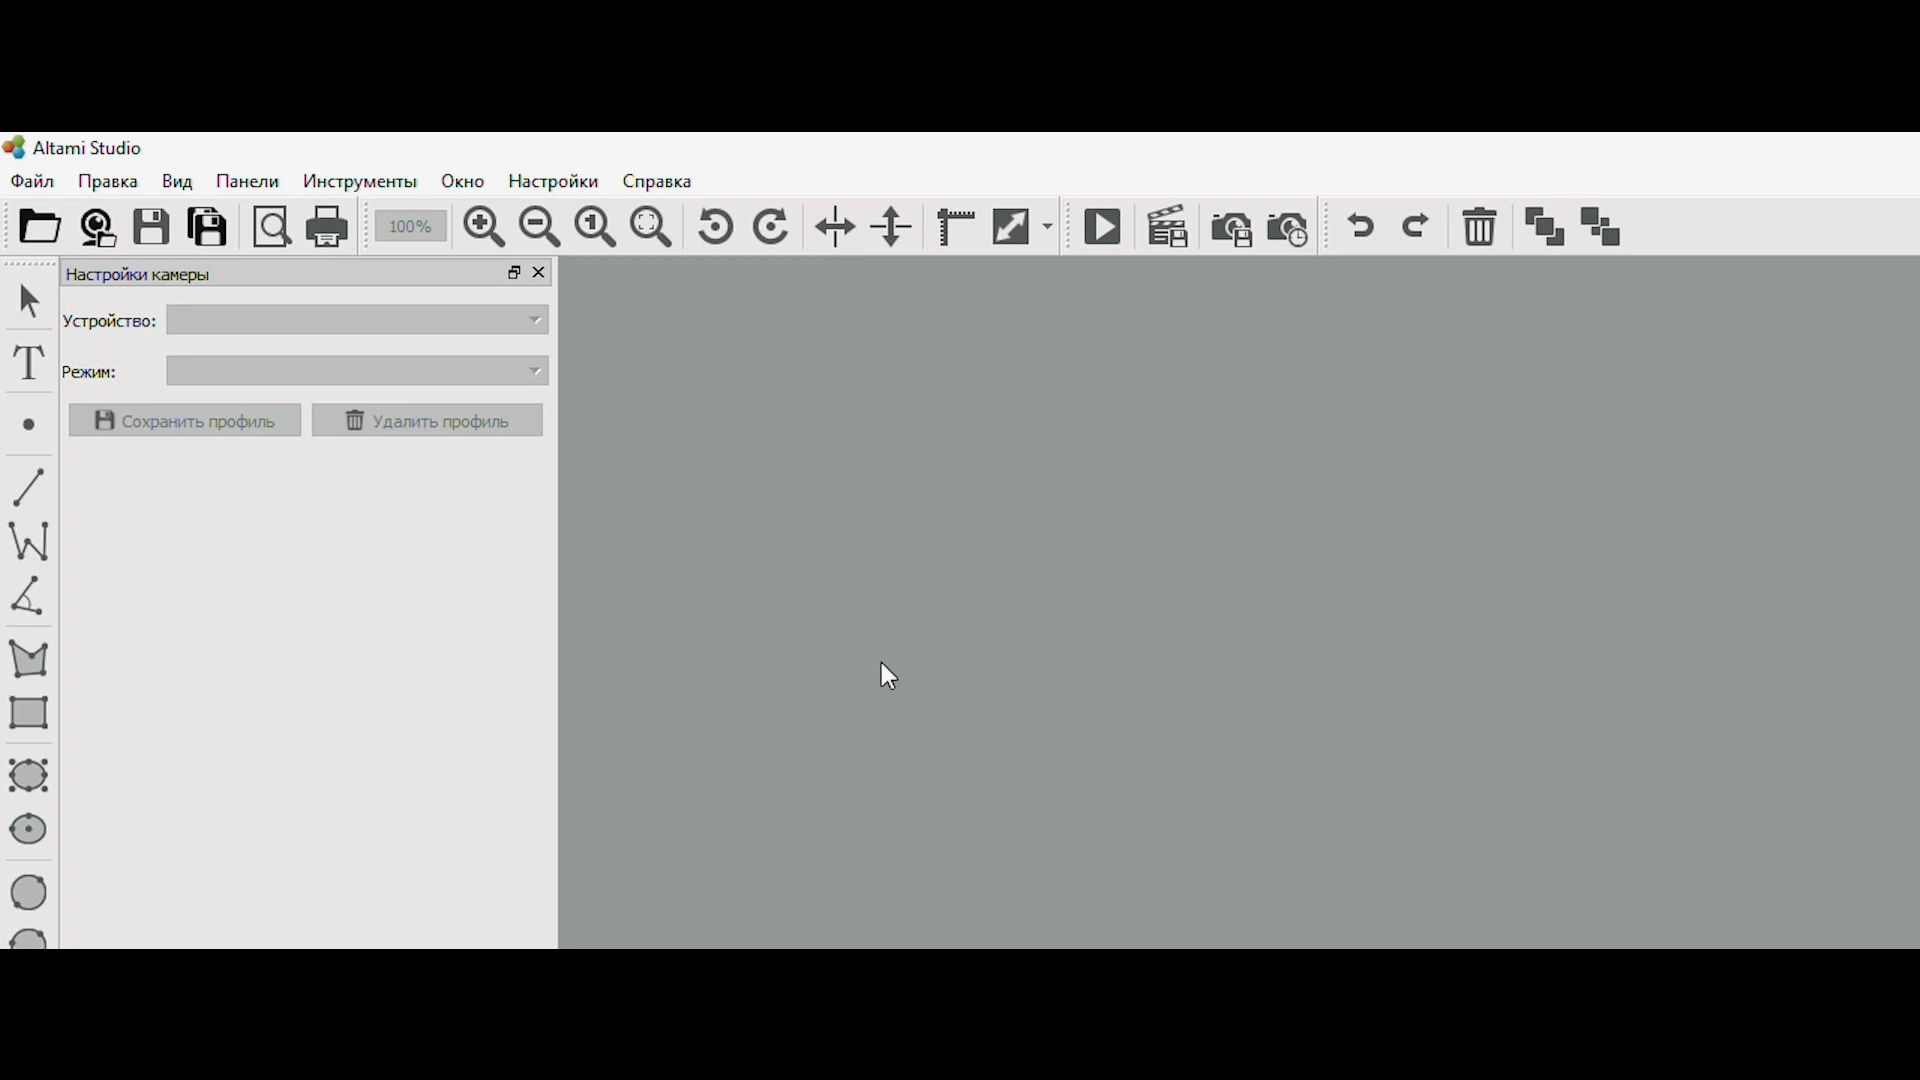 Altami Studio
Файл Правка Вид Панели Инструменты Окно Настройки Справка
100%
Настройки камеры
Устройство:
Режим:
Сохранить профиль Удалить профиль